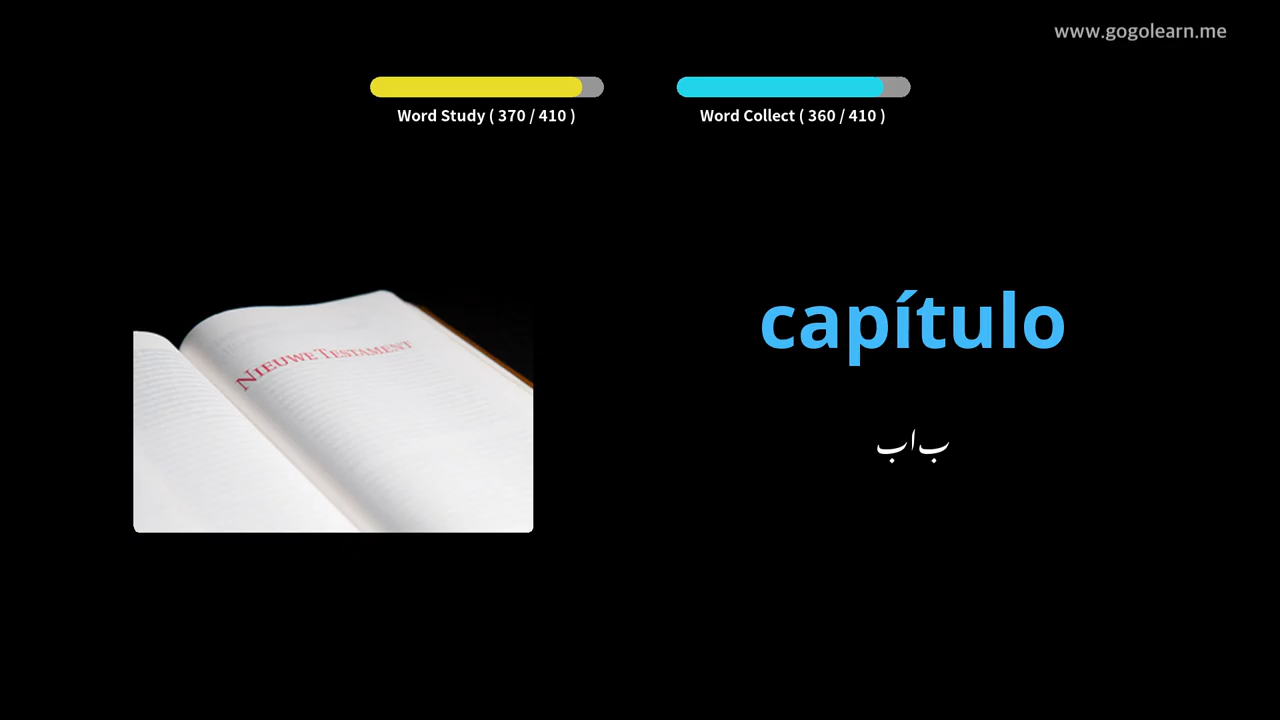 www.gogolearn.me
Word Study ( 370 / 410 )
Word Collect ( 360 / 410 )
NIEUWE TESTAMENT
capítulo
باب